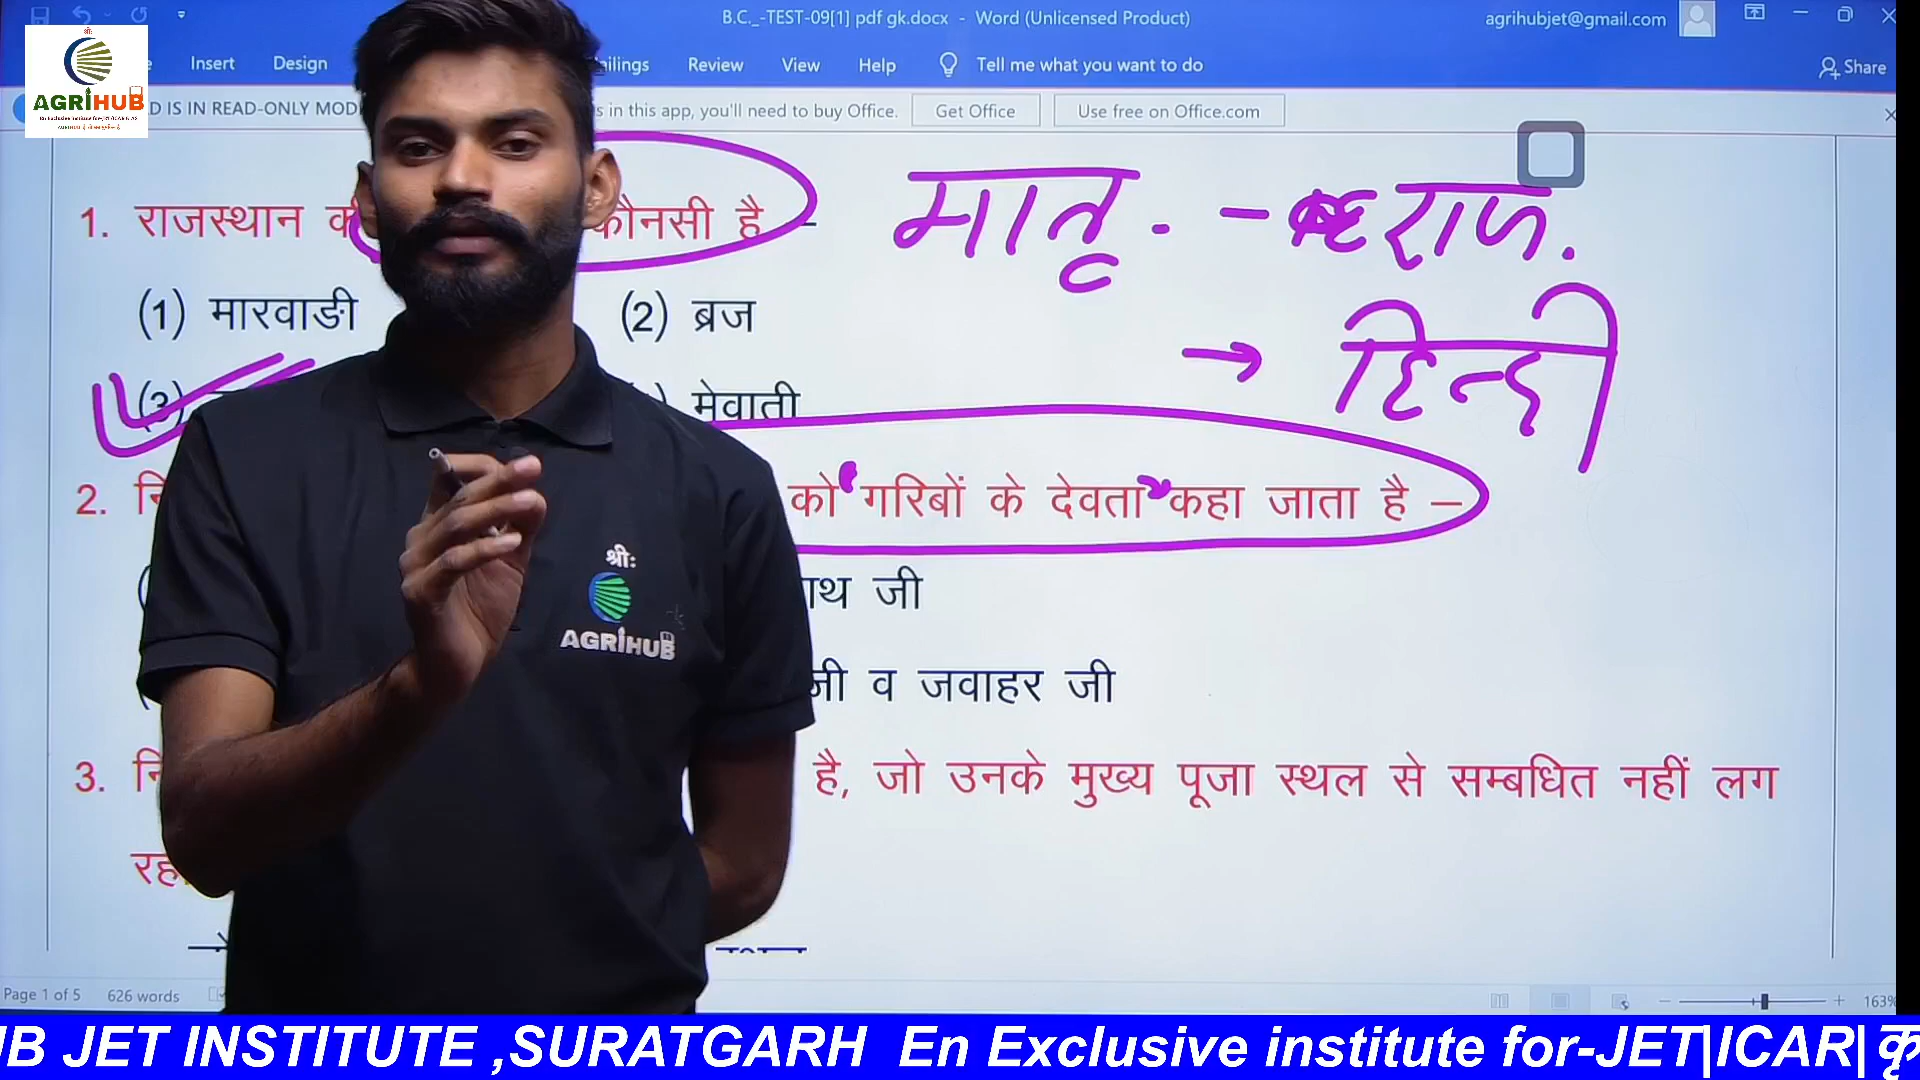 B.C._-TEST-09[1] pdf gk.docx - Word (Unlicensed Product)
agrihubjet@gmail.com
Insert Design Review View Help Tell me what you want to do
Share
IS IN READ-ONLY
in this app, you'll need to buy Office. Get Office Use free on Office.com
श्रीः
AGRIHUB
1. राजस्थान कौनसी है –
मातृ. - राज.
(1) मारवाङी (2) ब्रज
→ हिन्दी
(3) मेवाती
2. को गरिबों के देवता कहा जाता है –
जी
श्रीः
AGRIHUB
व जवाहर जी
3. है, जो उनके मुख्य पूजा स्थल से सम्बधित नहीं लग
Page 1 of 5 626 words
163%
JET INSTITUTE ,SURATGARH En Exclusive institute for-JET|ICAR|